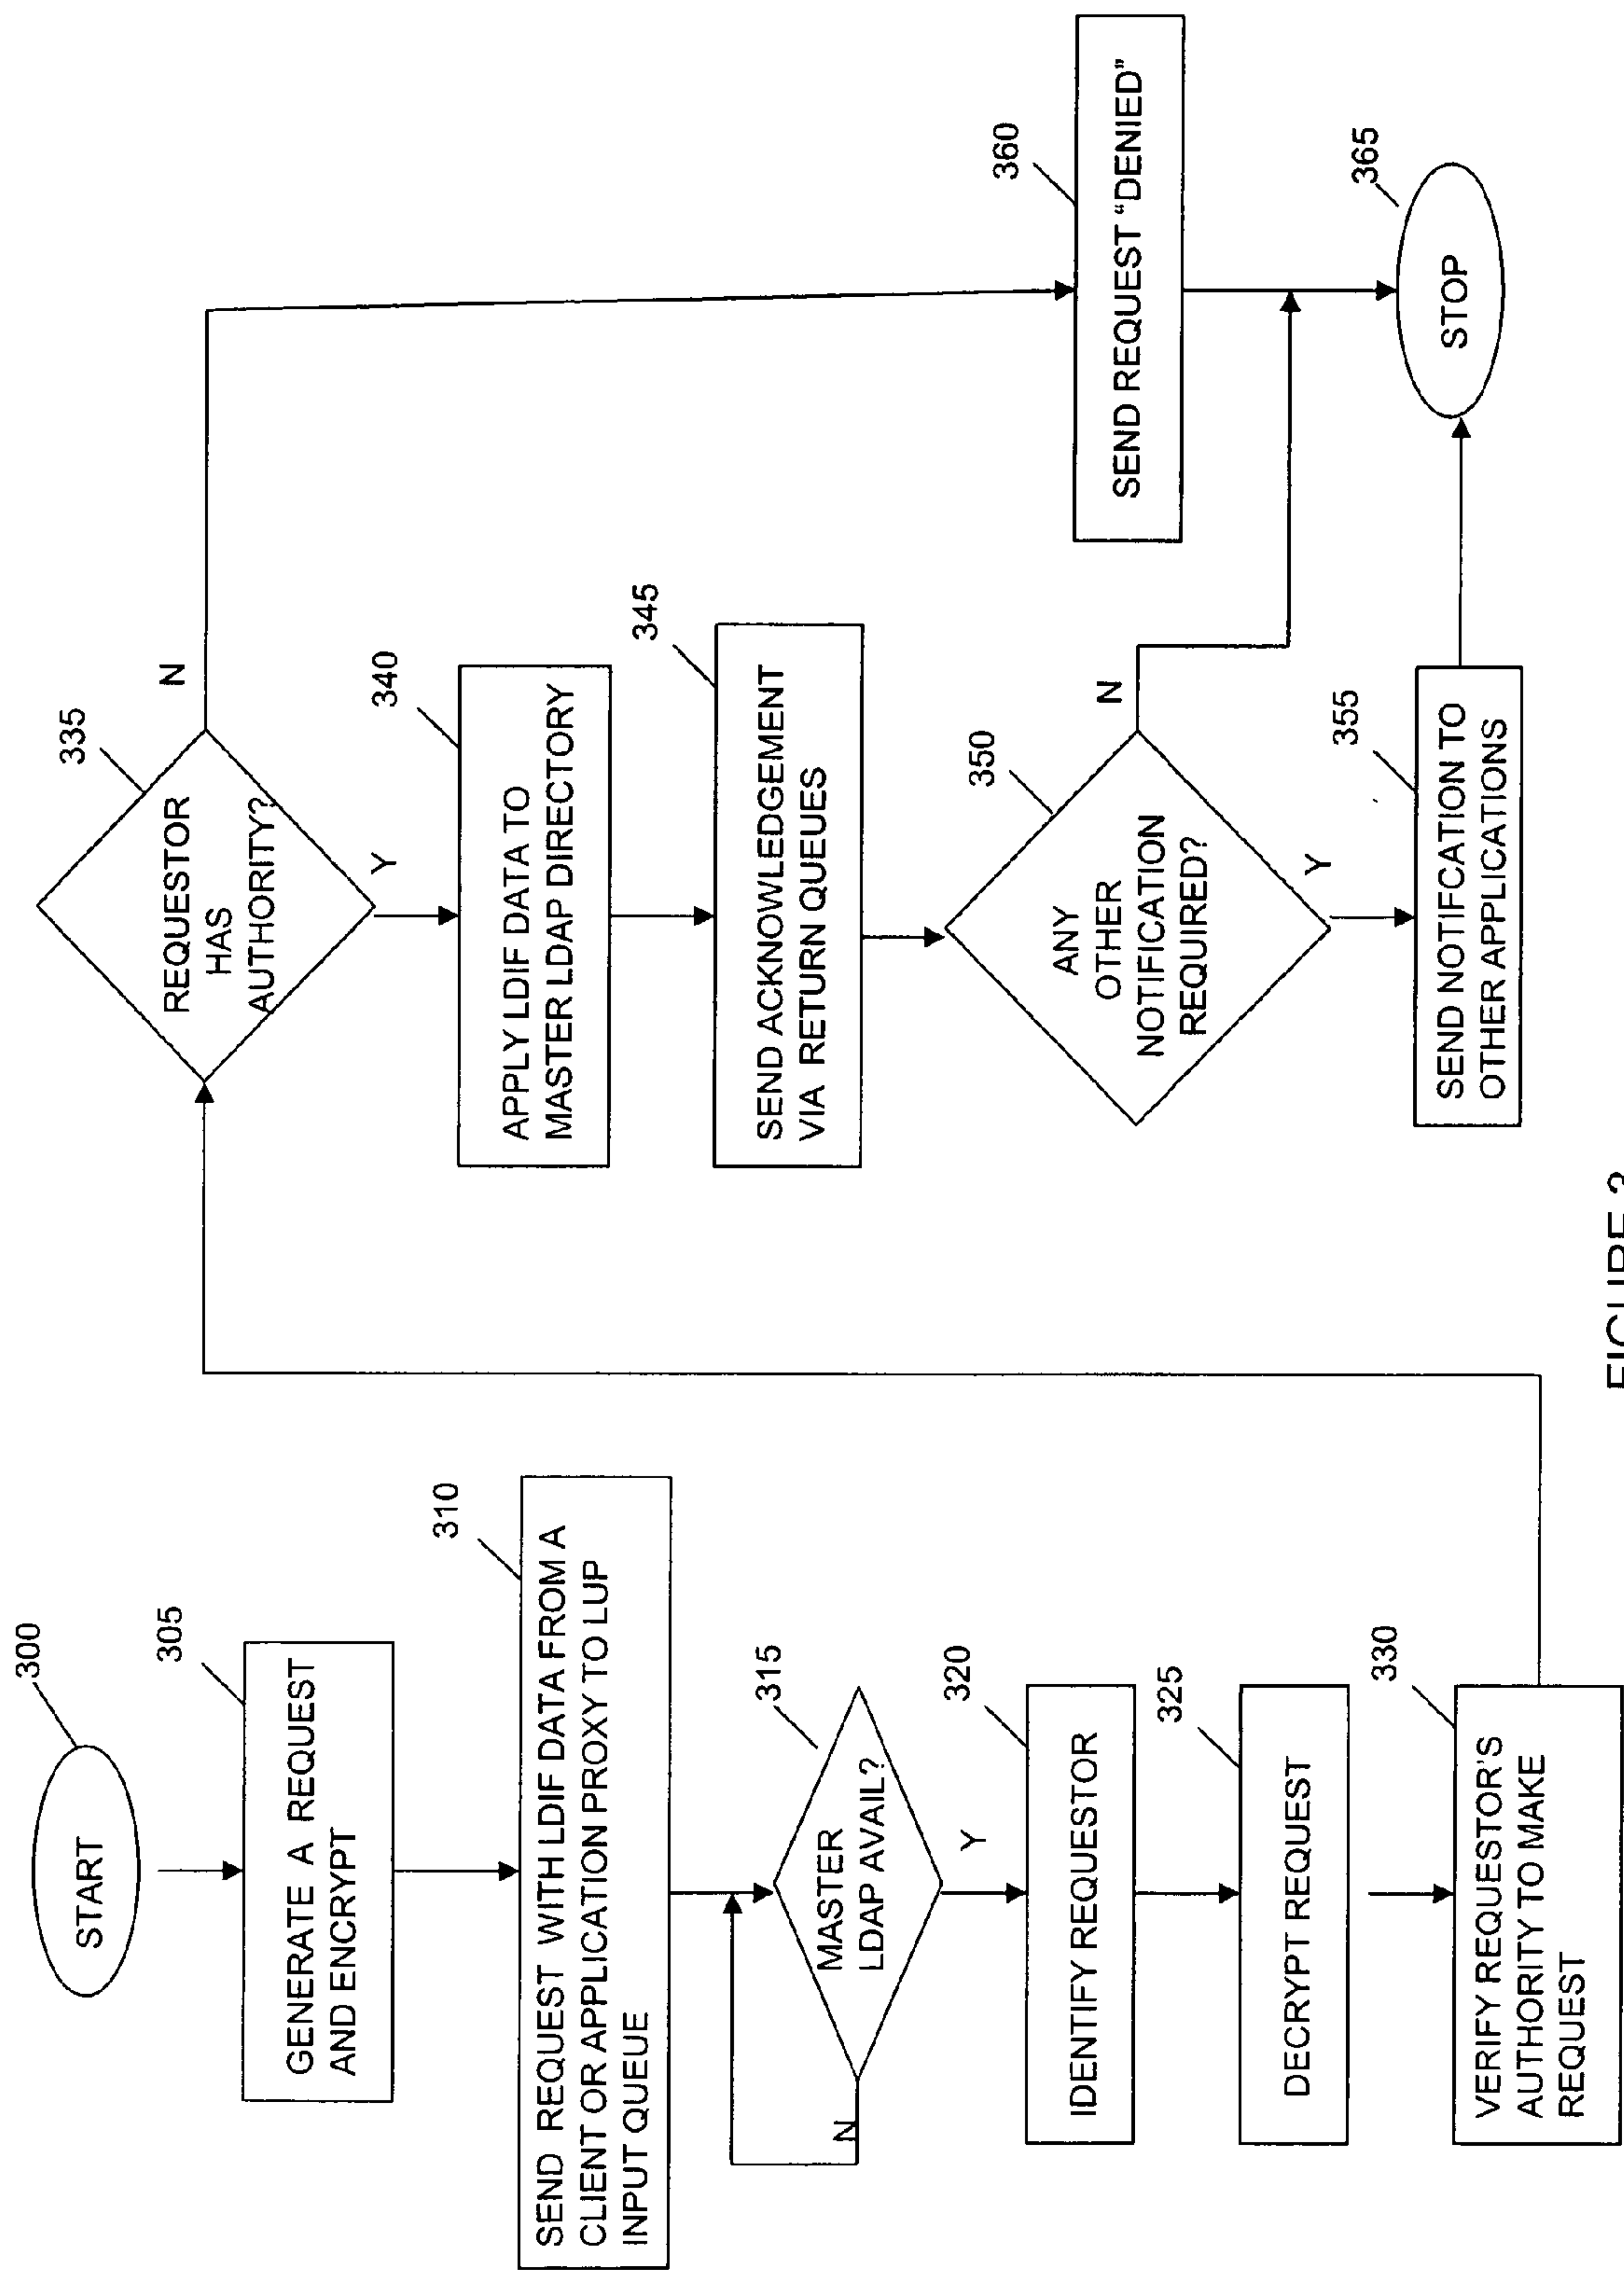 300
START
305
GENERATE A REQUEST
AND ENCRYPT
310
SEND REQUEST WITH LDIF DATA FROM A
CLIENT OR APPLICATION PROXY TO LUP
INPUT QUEUE
315
MASTER
LDAP AVAIL?
N
Y
320
IDENTIFY REQUESTOR
325
DECRYPT REQUEST
330
VERIFY REQUESTOR'S
AUTHORITY TO MAKE
REQUEST
335
REQUESTOR
HAS
AUTHORITY?
N
Y
340
APPLY LDIF DATA TO
MASTER LDAP DIRECTORY
345
SEND ACKNOWLEDGEMENT
VIA RETURN QUEUES
350
ANY
OTHER
NOTIFICATION
REQUIRED?
N
Y
355
SEND NOTIFCATION TO
OTHER APPLICATIONS
360
SEND REQUEST "DENIED"
365
STOP
FIGURE 3